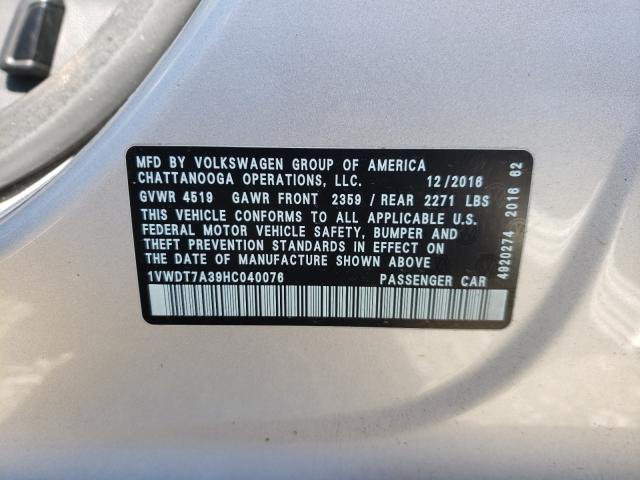 MFD BY VOLKSWAGEN GROUP OF AMERICA
CHATTANOOGA OPERATIONS, LLC. 12/2016
GVWR 4519 GAWR FRONT 2359 / REAR 2271 LBS
THIS VEHICLE CONFORMS TO ALL APPLICABLE U.S.
FEDERAL MOTOR VEHICLE SAFETY, BUMPER AND
THEFT PREVENTION STANDARDS IN EFFECT ON
THE DATE OF MANUFACTURE SHOWN ABOVE.
1VWDT7A39HC040076 PASSENGER CAR
4920274 2016 62